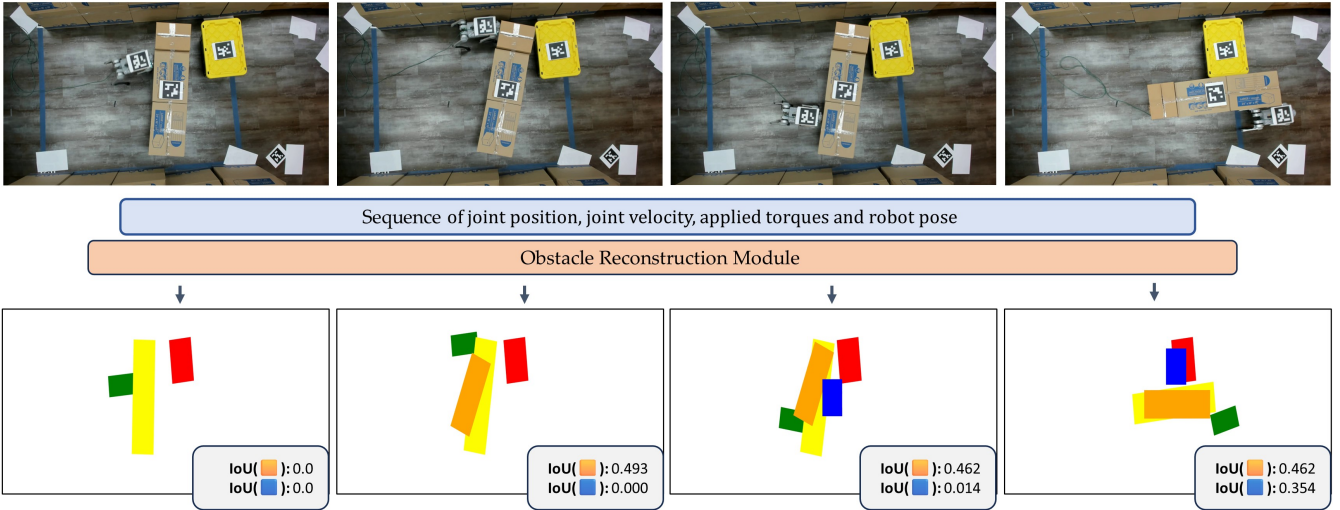 Sequence of joint position, joint velocity, applied torques and robot pose
Obstacle Reconstruction Module
IoU( ): 0.0
IoU( ): 0.0
IoU( ): 0.493
IoU( ): 0.000
IoU( ): 0.462
IoU( ): 0.014
IoU( ): 0.462
IoU( ): 0.354